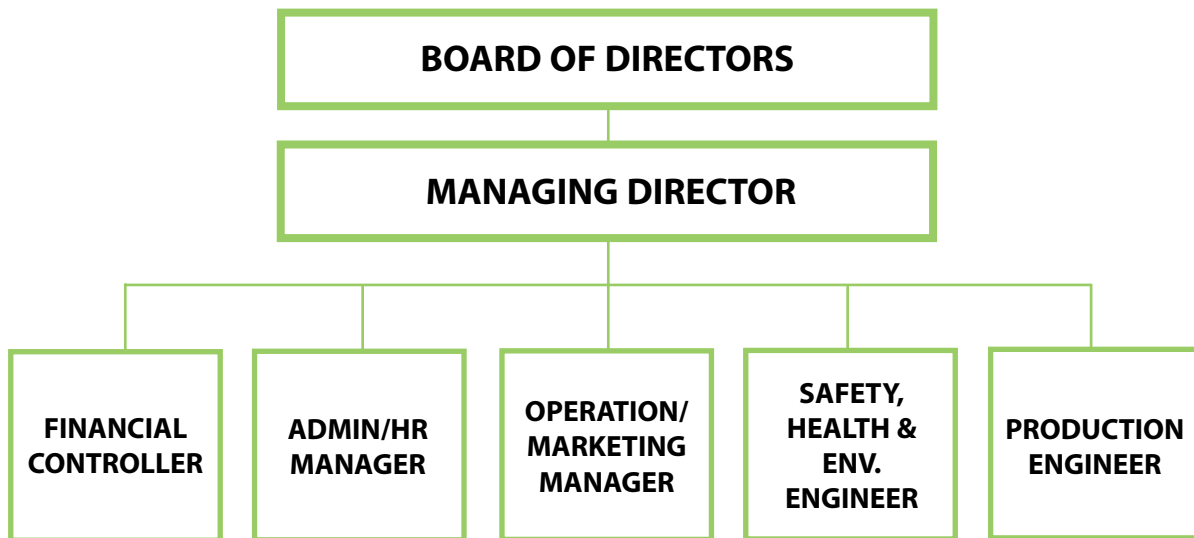 BOARD OF DIRECTORS
MANAGING DIRECTOR
FINANCIAL
CONTROLLER
ADMIN/HR
MANAGER
OPERATION/
MARKETING
MANAGER
SAFETY,
HEALTH &
ENV.
ENGINEER
PRODUCTION
ENGINEER